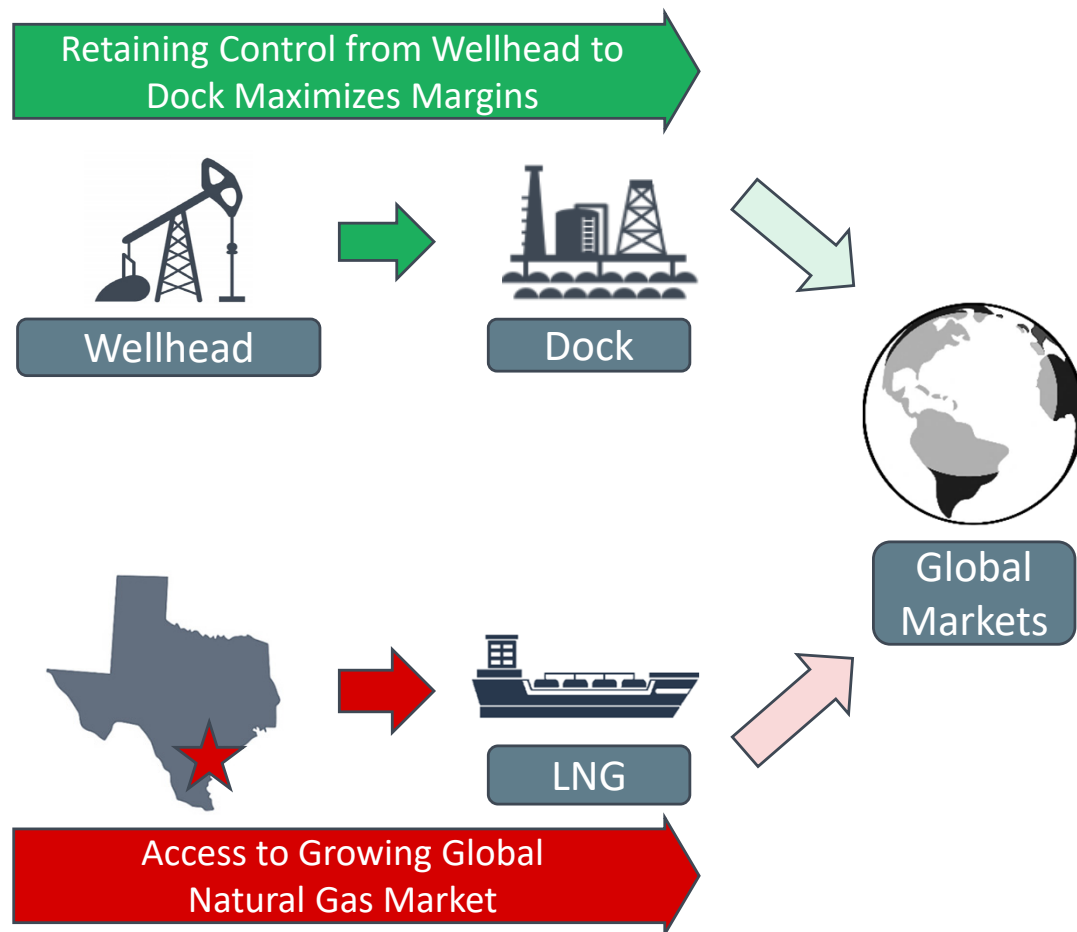 Retaining Control from Wellhead to
Dock Maximizes Margins
Wellhead
Dock
Global
Markets
LNG
Access to Growing Global
Natural Gas Market